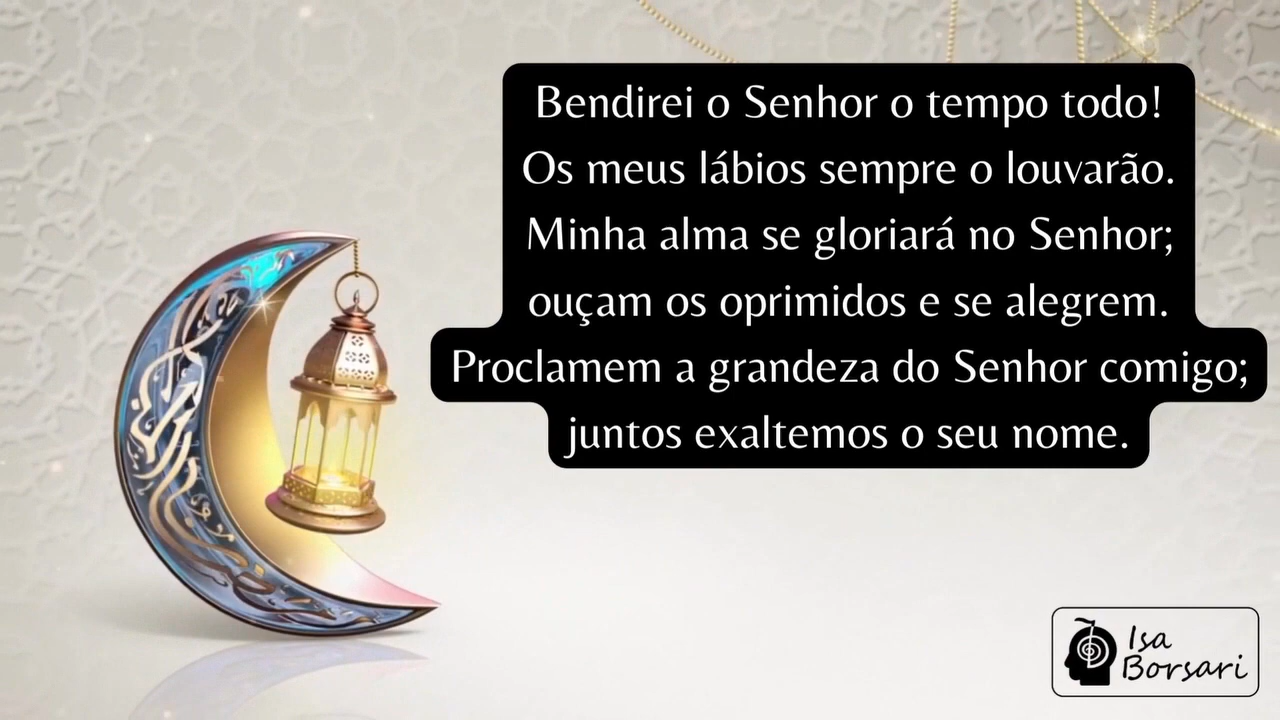 Bendirei o Senhor o tempo todo!
Os meus lábios sempre o louvarão.
Minha alma se gloriará no Senhor;
ouçam os oprimidos e se alegrem.
Proclamem a grandeza do Senhor comigo;
juntos exaltemos o seu nome.
Isa
Borsari